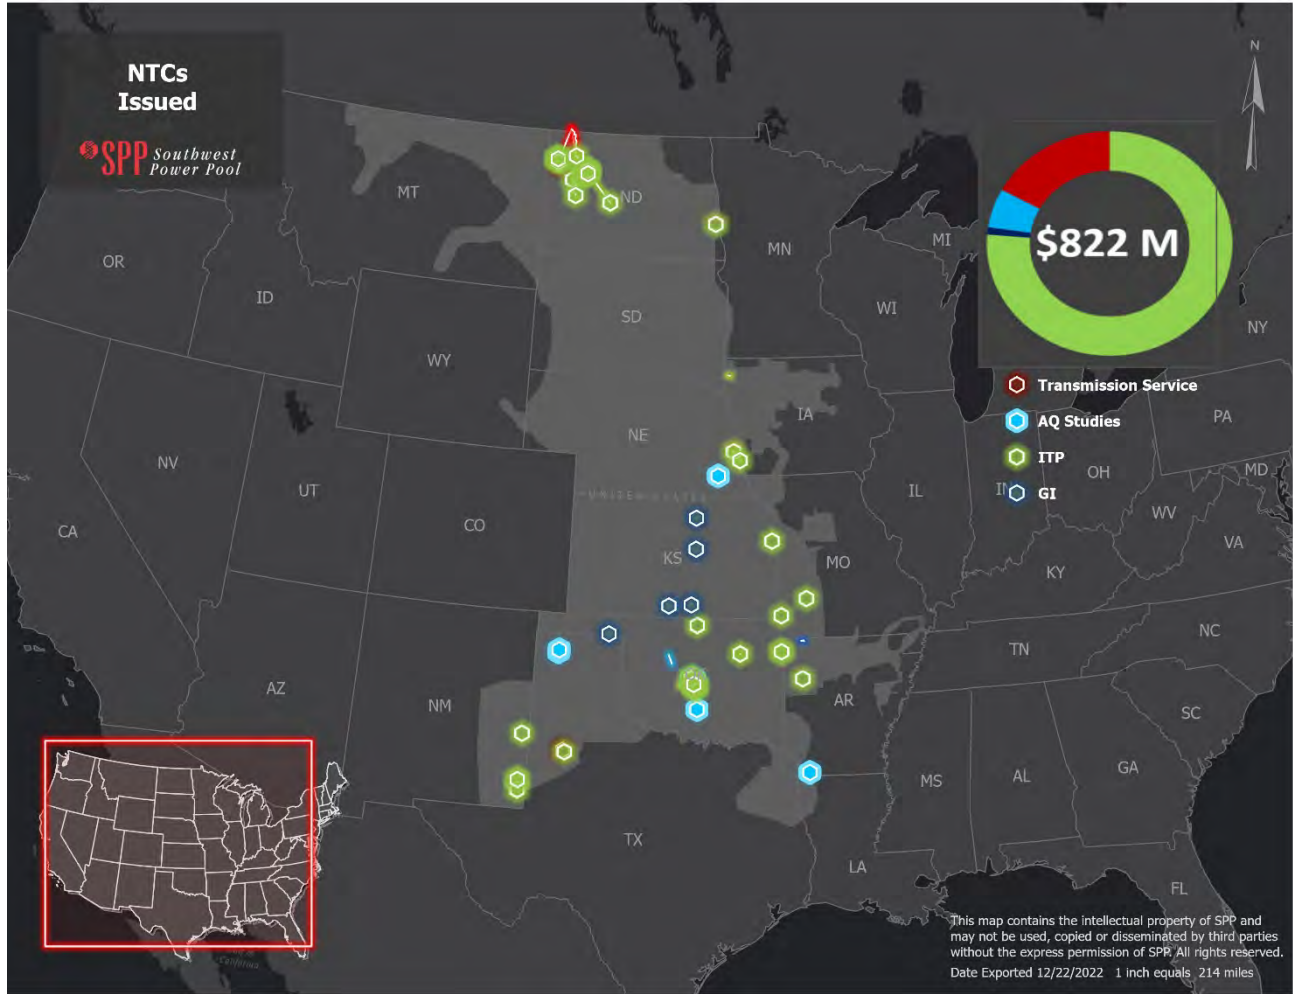 NTCs
Issued
SPP Southwest
Power Pool
N
$822 M
Transmission Service
AQ Studies
ITP
GI
MT
ND
MN
MI
OR
ID
SD
WI
NY
WY
IA
PA
NE
NV
UT
IL
OH
MD
UNITED STATES
CA
CO
WV
VA
KS
MO
KY
TN
NC
AZ
NM
AR
SC
MS
AL
GA
TX
LA
FL
California
This map contains the intellectual property of SPP and
may not be used, copied or disseminated by third parties
without the express permission of SPP. All rights reserved.
Date Exported 12/22/2022 1 inch equals 214 miles